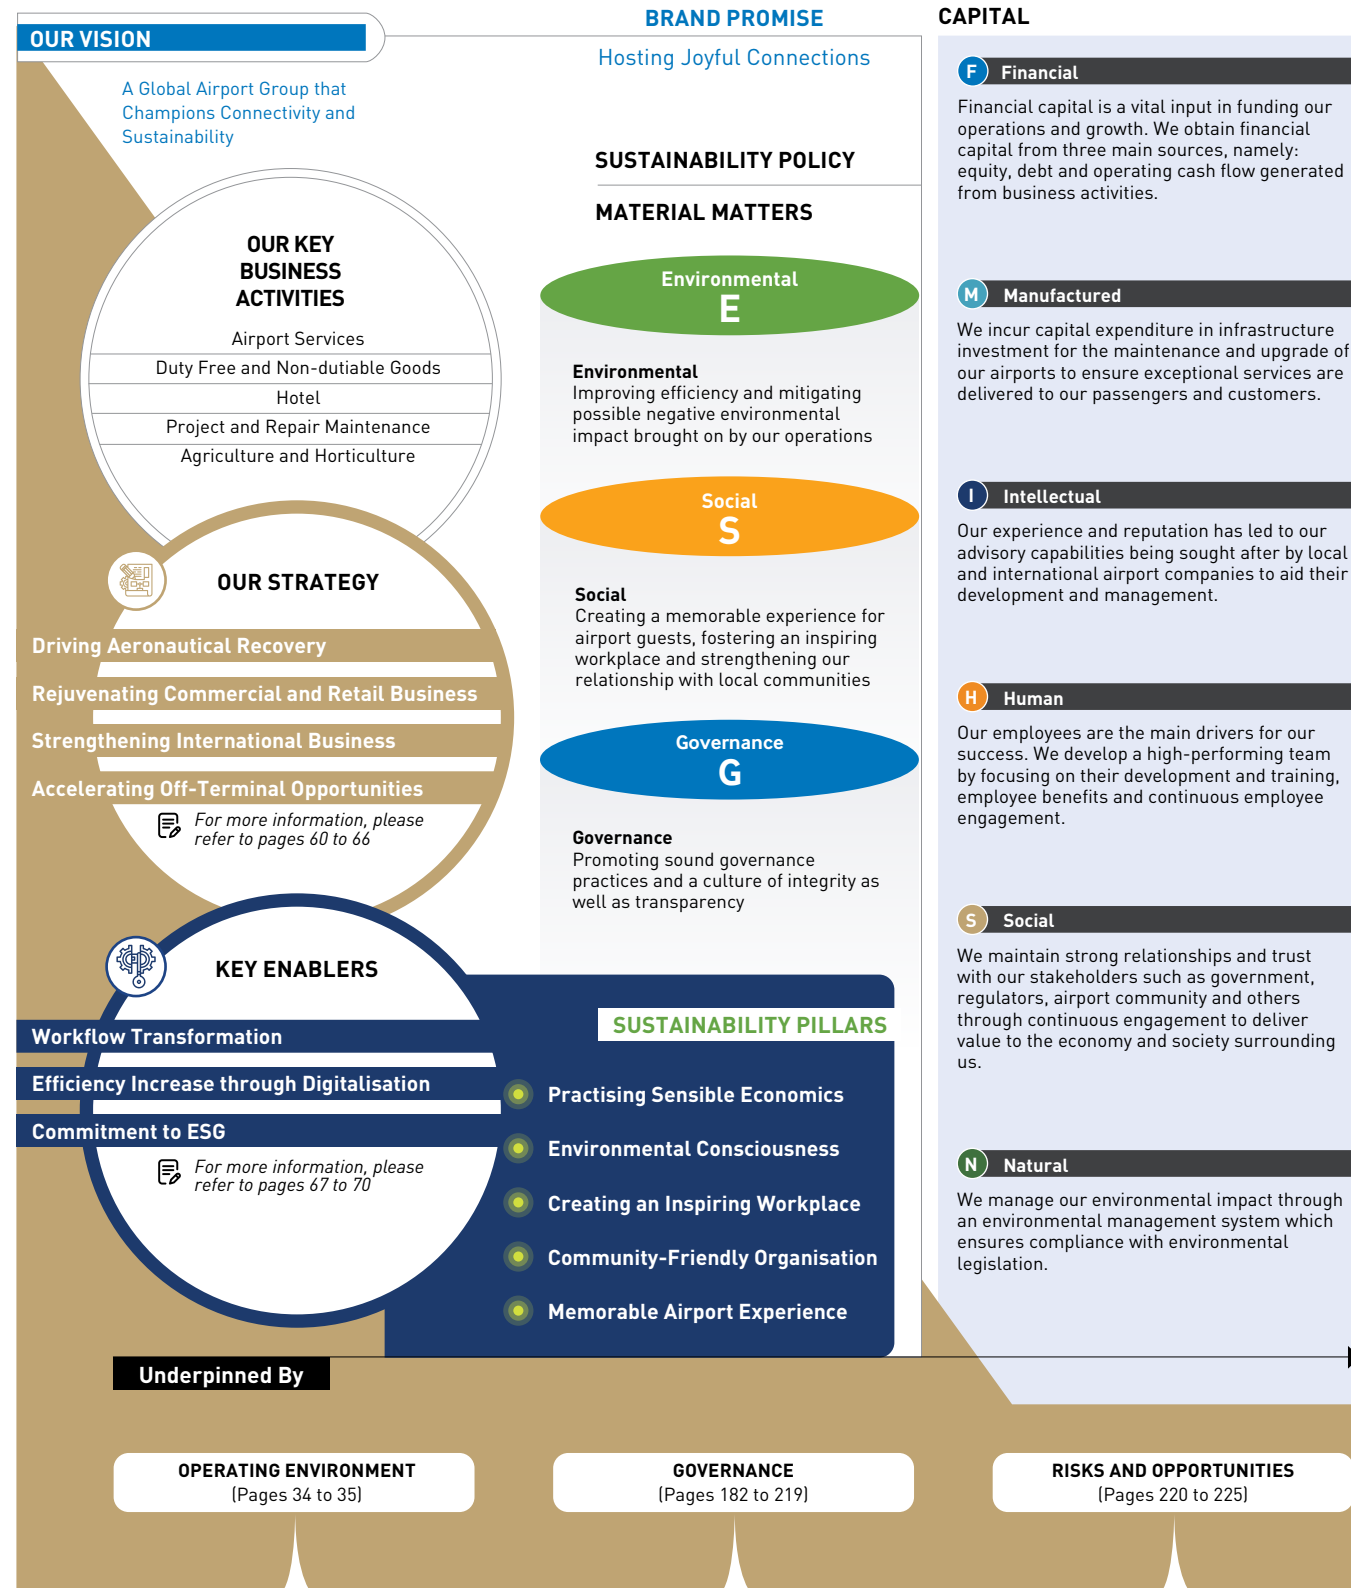 OUR VISION
A Global Airport Group that
Champions Connectivity and
Sustainability
OUR KEY
BUSINESS
ACTIVITIES
Airport Services
Duty Free and Non-dutiable Goods
Hotel
Project and Repair Maintenance
Agriculture and Horticulture
OUR STRATEGY
Driving Aeronautical Recovery
Rejuvenating Commercial and Retail Business
Strengthening International Business
Accelerating Off-Terminal Opportunities
For more information, please
refer to pages 60 to 66
KEY ENABLERS
Workflow Transformation
Efficiency Increase through Digitalisation
Commitment to ESG
For more information, please
refer to pages 67 to 70
BRAND PROMISE
Hosting Joyful Connections
SUSTAINABILITY POLICY
MATERIAL MATTERS
Environmental
E
Environmental
Improving efficiency and mitigating
possible negative environmental
impact brought on by our operations
Social
S
Social
Creating a memorable experience for
airport guests, fostering an inspiring
workplace and strengthening our
relationship with local communities
Governance
G
Governance
Promoting sound governance
practices and a culture of integrity as
well as transparency
SUSTAINABILITY PILLARS
Practising Sensible Economics
Environmental Consciousness
Creating an Inspiring Workplace
Community-Friendly Organisation
Memorable Airport Experience
CAPITAL
F Financial
Financial capital is a vital input in funding our
operations and growth. We obtain financial
capital from three main sources, namely:
equity, debt and operating cash flow generated
from business activities.
M Manufactured
We incur capital expenditure in infrastructure
investment for the maintenance and upgrade of
our airports to ensure exceptional services are
delivered to our passengers and customers.
I Intellectual
Our experience and reputation has led to our
advisory capabilities being sought after by local
and international airport companies to aid their
development and management.
H Human
Our employees are the main drivers for our
success. We develop a high-performing team
by focusing on their development and training,
employee benefits and continuous employee
engagement.
S Social
We maintain strong relationships and trust
with our stakeholders such as government,
regulators, airport community and others
through continuous engagement to deliver
value to the economy and society surrounding
us.
N Natural
We manage our environmental impact through
an environmental management system which
ensures compliance with environmental
legislation.
Underpinned By
OPERATING ENVIRONMENT
(Pages 34 to 35)
GOVERNANCE
(Pages 182 to 219)
RISKS AND OPPORTUNITIES
(Pages 220 to 225)